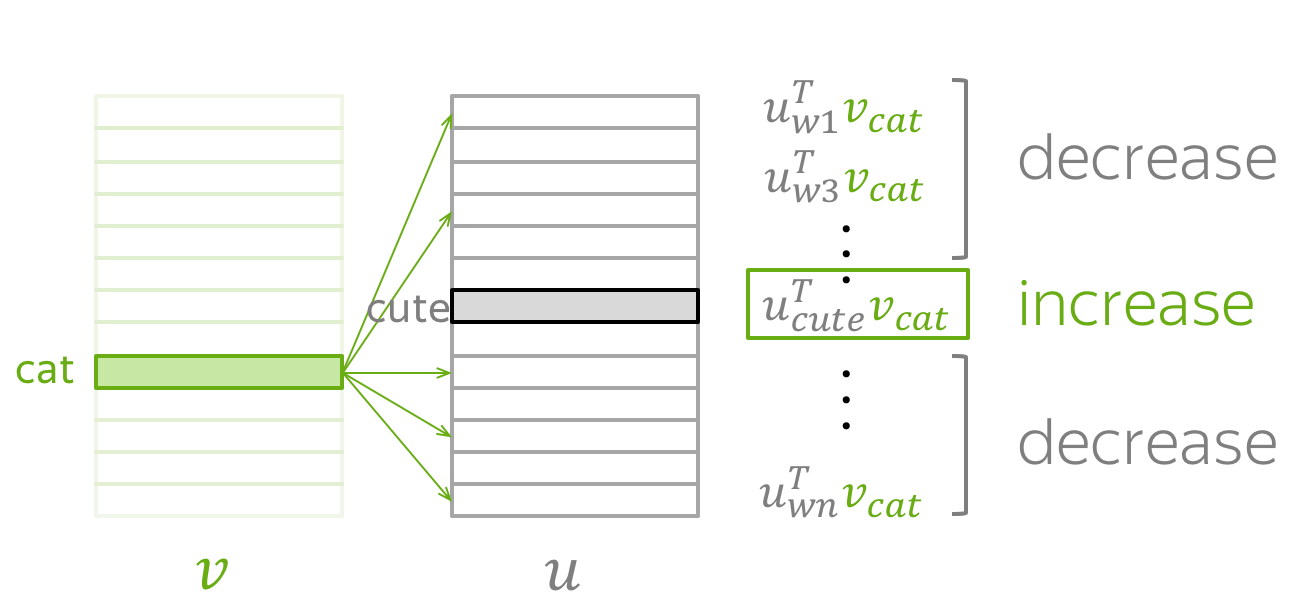 u_{w1}^T v_{cat}
decrease
u_{w3}^T v_{cat}
cute
u_{cute}^T v_{cat}
increase
cat
decrease
u_{wn}^T v_{cat}
v
u